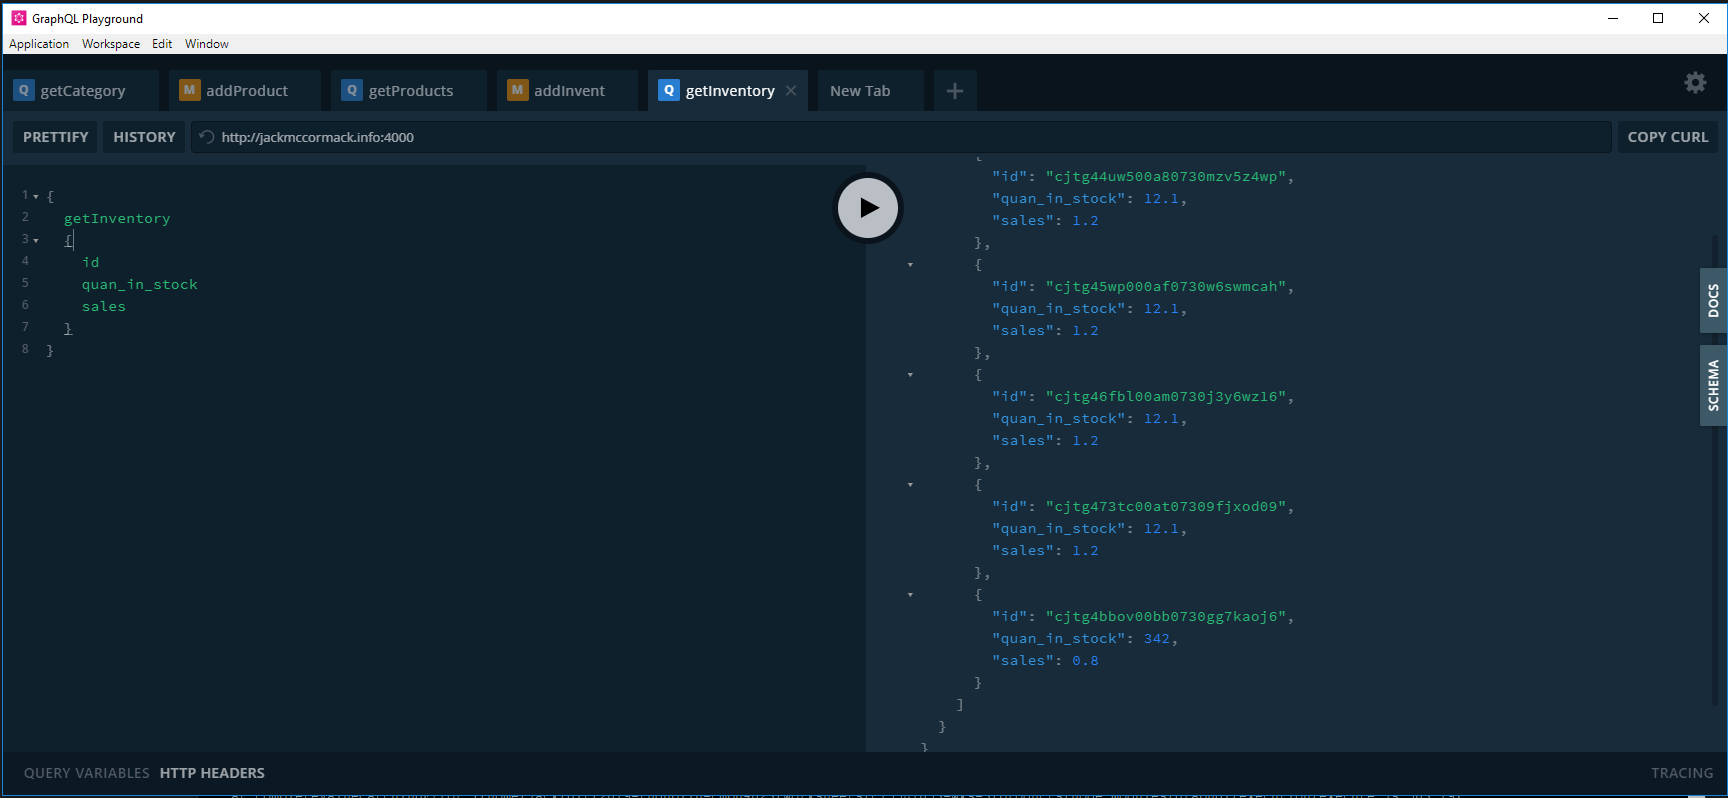 GraphQL Playground
Application Workspace Edit Window
Q getCategory M addProduct Q getProducts M addInvent Q getInventory New Tab
PRETTIFY HISTORY http://jackmccormack.info:4000 COPY CURL
1 {
2 getInventory
3 {
4 id
5 quan_in_stock
6 sales
7 }
8 }
{
"id": "cjtg44uw500a80730mzv5z4wp",
"quan_in_stock": 12.1,
"sales": 1.2
},
{
"id": "cjtg45wp000af0730w6swmcah",
"quan_in_stock": 12.1,
"sales": 1.2
},
{
"id": "cjtg46fbl00am0730j3y6wzl6",
"quan_in_stock": 12.1,
"sales": 1.2
},
{
"id": "cjtg473tc00at07309fjxod09",
"quan_in_stock": 12.1,
"sales": 1.2
},
{
"id": "cjtg4bbov00bb0730gg7kaoj6",
"quan_in_stock": 342,
"sales": 0.8
}
]
}
}
DOCS
SCHEMA
QUERY VARIABLES HTTP HEADERS TRACING